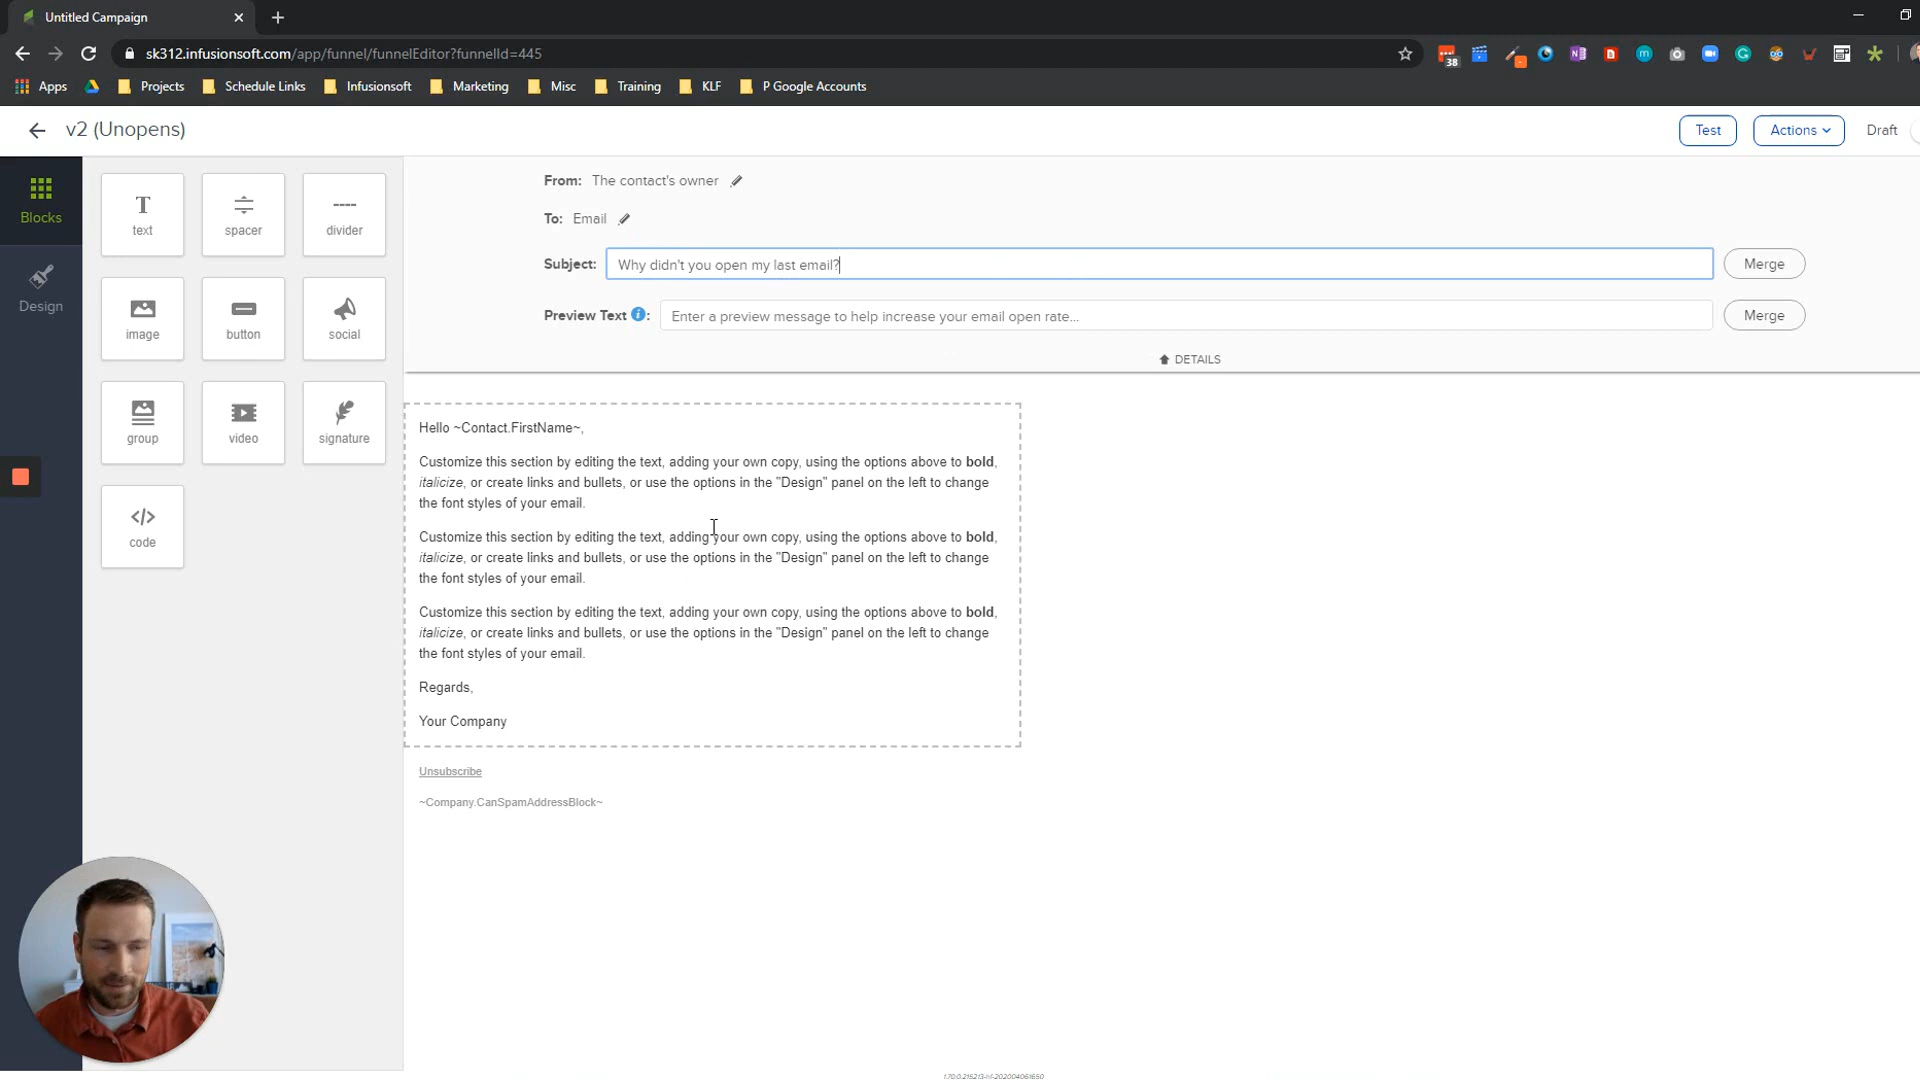 Untitled Campaign
sk312.infusionsoft.com/app/funnel/funnelEditor?funnelId=445
38
Apps
Projects
Schedule Links
Infusionsoft
Marketing
Misc
Training
KLF
P Google Accounts
v2 (Unopens)
Test
Actions
Draft
Blocks
Design
text
spacer
divider
image
button
social
group
video
signature
code
From: The contact's owner
To: Email
Subject: Why didn't you open my last email? Merge
Preview Text : Enter a preview message to help increase your email open rate... Merge
DETAILS
Hello ~Contact.FirstName~,
Customize this section by editing the text, adding your own copy, using the options above to bold,
italicize, or create links and bullets, or use the options in the "Design" panel on the left to change
the font styles of your email.
Customize this section by editing the text, adding your own copy, using the options above to bold,
italicize, or create links and bullets, or use the options in the "Design" panel on the left to change
the font styles of your email.
Customize this section by editing the text, adding your own copy, using the options above to bold,
italicize, or create links and bullets, or use the options in the "Design" panel on the left to change
the font styles of your email.
Regards,
Your Company
Unsubscribe
~Company.CanSpamAddressBlock~